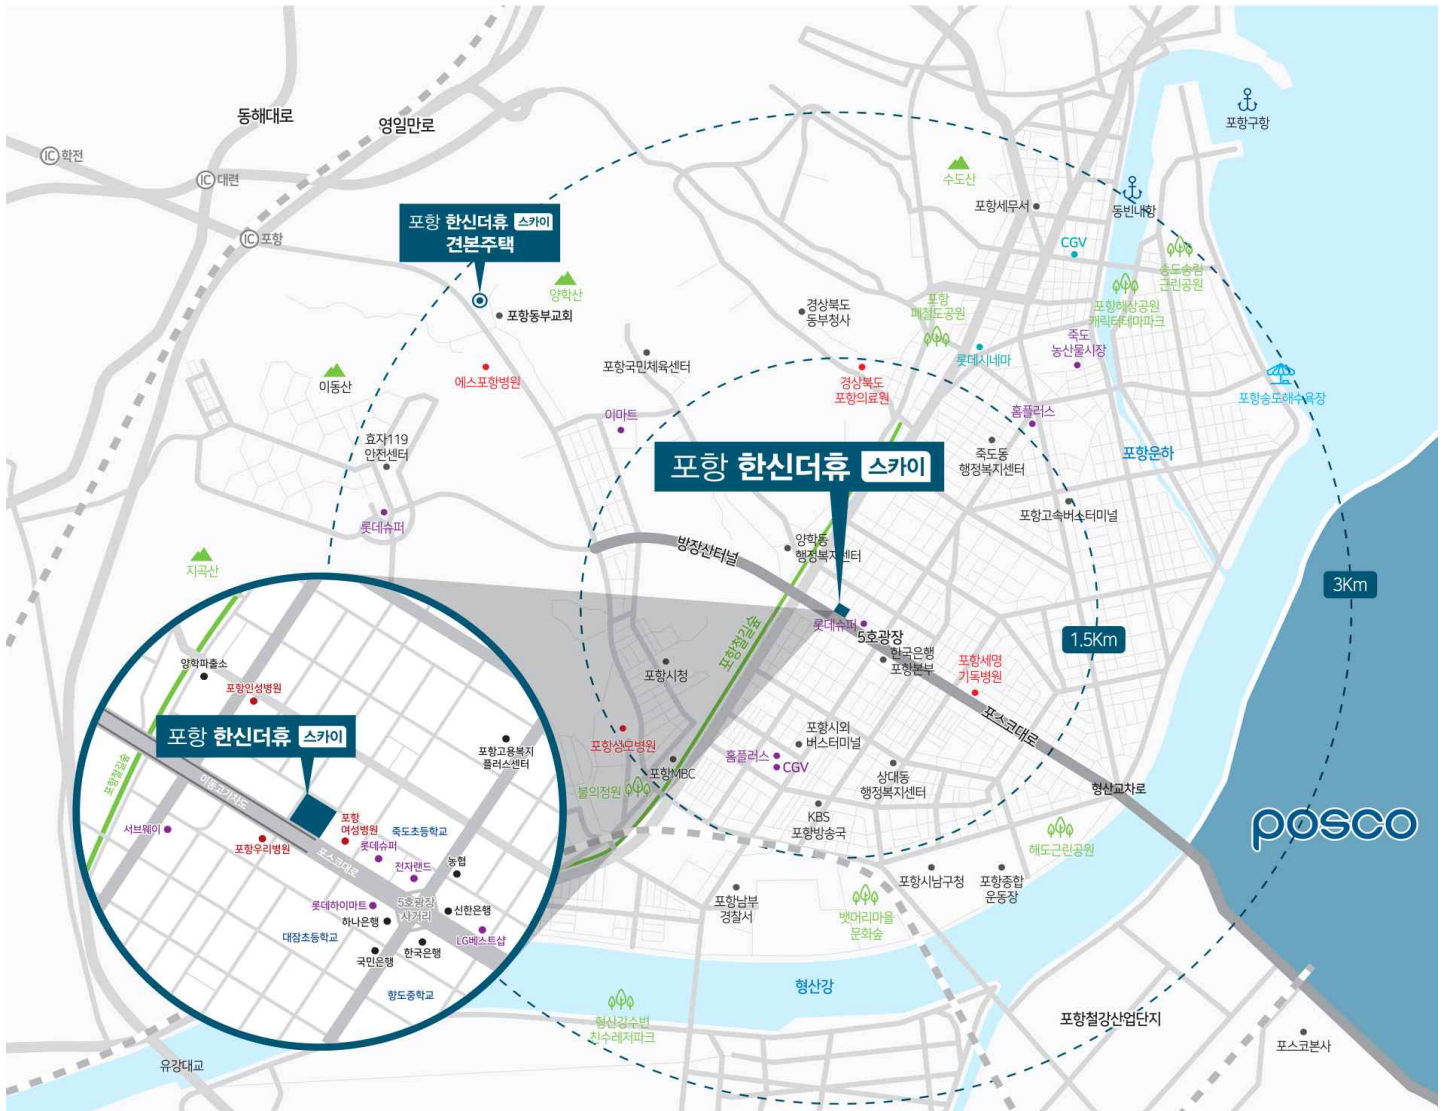 동해대로
영일만로
IC 학전
IC 대련
IC 포항
포항구항
동빈내항
수도산
포항세무서
CGV
송도송림
근린공원
포항 한신더휴 스카이
견본주택
양학산
포항동부교회
경상북도
동부청사
포항
폐철도공원
포항해상공원
캐릭터테마파크
죽도
농산물시장
롯데시네마
이동산
에스포항병원
포항국민체육센터
경상북도
포항의료원
포항송도해수욕장
이마트
홈플러스
효자119
안전센터
포항 한신더휴 스카이
죽도동
행정복지센터
포항운하
롯데슈퍼
포항고속버스터미널
방장산터널
양학동
행정복지센터
지곡산
3Km
롯데슈퍼
5호광장
1.5Km
포항철길숲
한국은행
포항본부
포항세명
기독병원
포항시청
포스코대로
포항성모병원
포항시외
버스터미널
홈플러스
CGV
포항MBC
상대동
행정복지센터
불의정원
형산교차로
KBS
포항방송국
posco
해도근린공원
포항시남구청
포항종합
운동장
포항남부
경찰서
뱃머리마을
문화숲
형산강
형산강수변
친수레저파크
포항철강산업단지
포스코본사
유강대교
양학파출소
포항인성병원
포항 한신더휴 스카이
포항고용복지
플러스센터
포항철길숲
이동고가차도
서브웨이
포항우리병원
포항
여성병원
죽도초등학교
롯데슈퍼
포스코대로
전자랜드
농협
5호광장
사거리
롯데하이마트
신한은행
하나은행
대잠초등학교
LG베스트샵
국민은행
한국은행
향도중학교